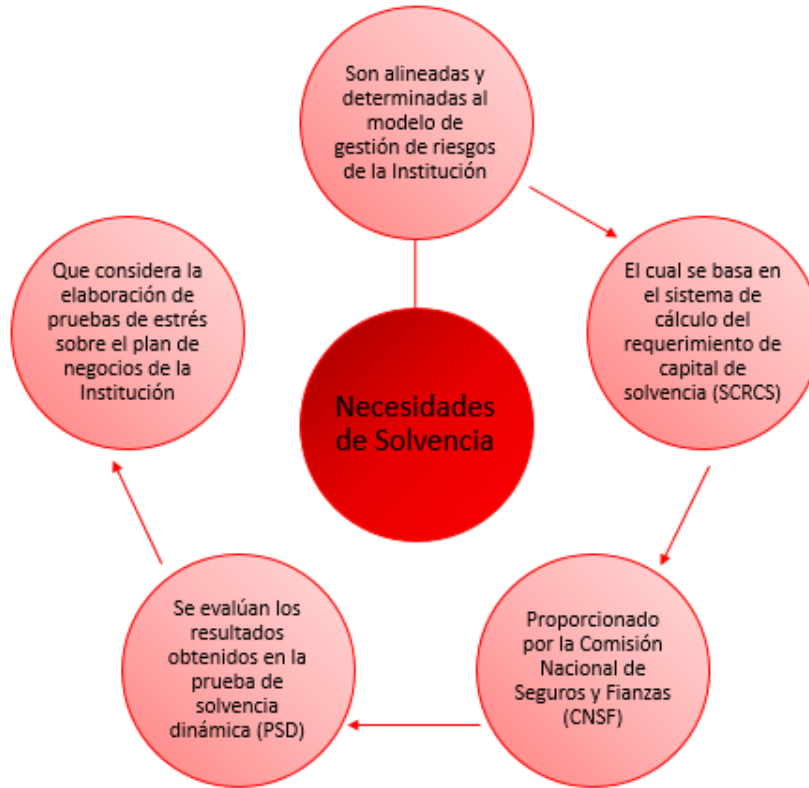 Son alineadas y
determinadas al
modelo de
gestión de riesgos
de la Institución
El cual se basa en
el sistema de
cálculo del
requerimiento de
capital de
solvencia (SCRCS)
Proporcionado
por la Comisión
Nacional de
Seguros y Fianzas
(CNSF)
Se evalúan los
resultados
obtenidos en la
prueba de
solvencia
dinámica (PSD)
Que considera la
elaboración de
pruebas de estrés
sobre el plan de
negocios de la
Institución
Necesidades
de Solvencia